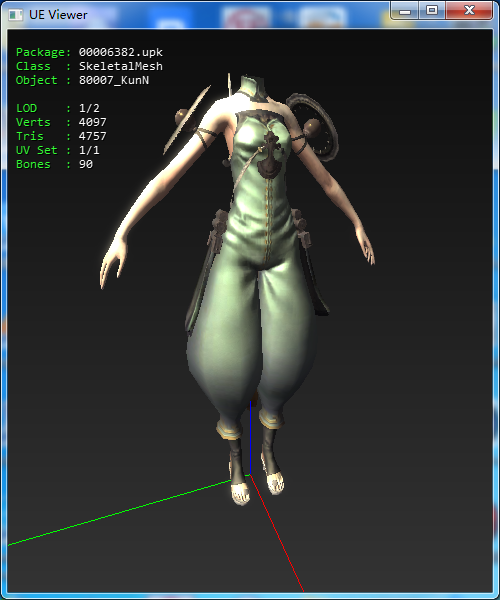 UE Viewer
Package: 00006382.upk
Class : SkeletalMesh
Object : 80007_KunN
LOD : 1/2
Verts : 4097
Tris : 4757
UV Set : 1/1
Bones : 90